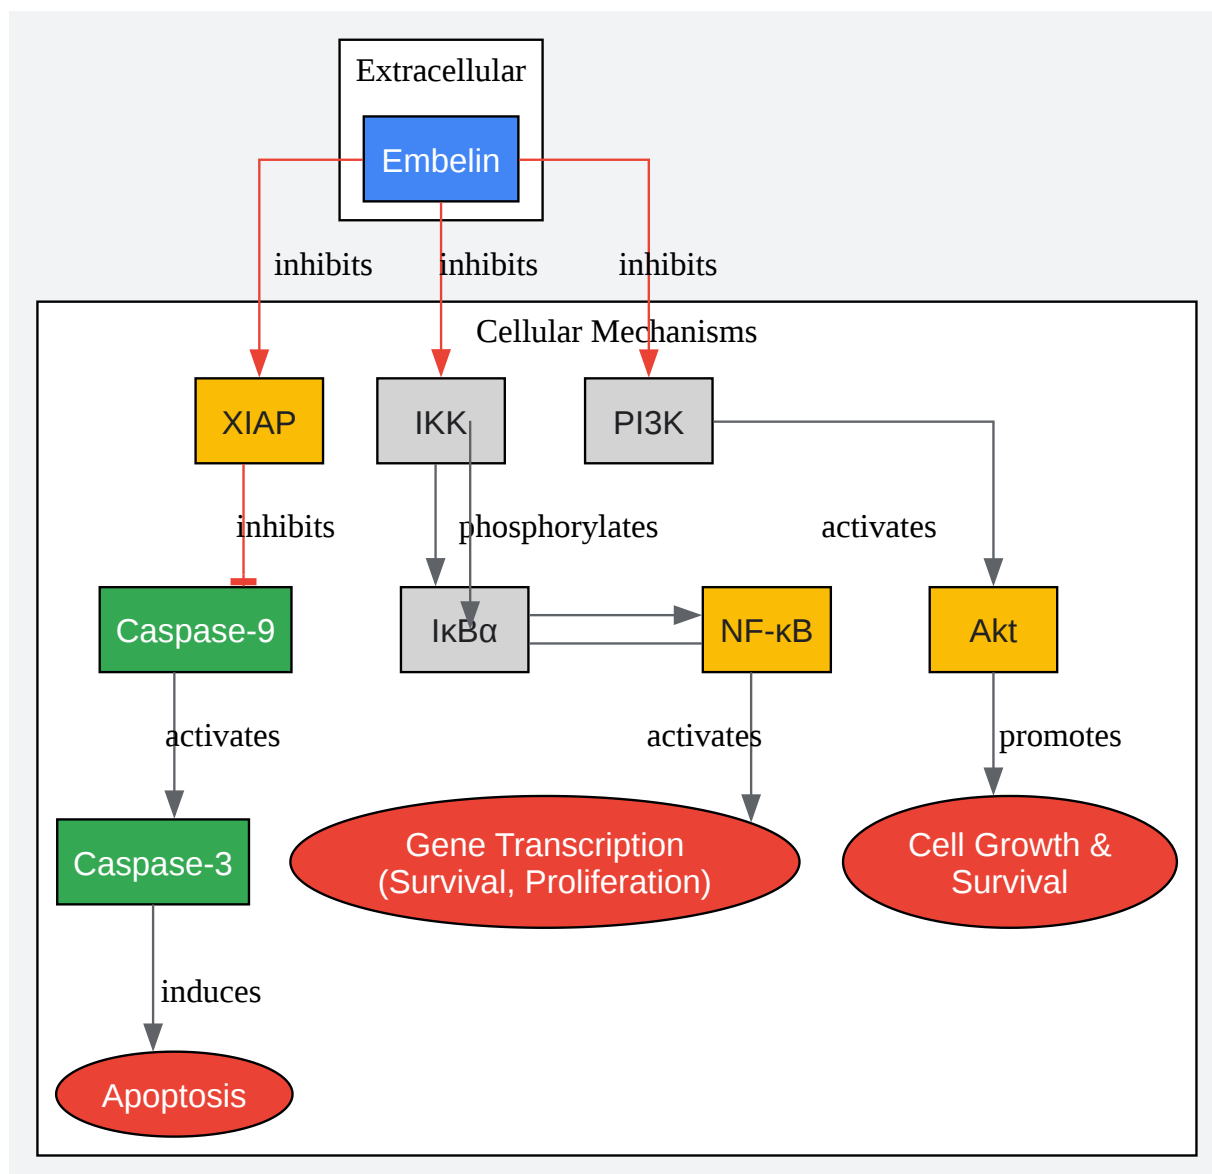 Extracellular
Embelin
inhibits
inhibits
inhibits
Cellular Mechanisms
XIAP
IKK
PI3K
inhibits
phosphorylates
activates
Caspase-9
IκBα
NF-κB
Akt
activates
activates
promotes
Caspase-3
Gene Transcription
(Survival, Proliferation)
Cell Growth &
Survival
induces
Apoptosis